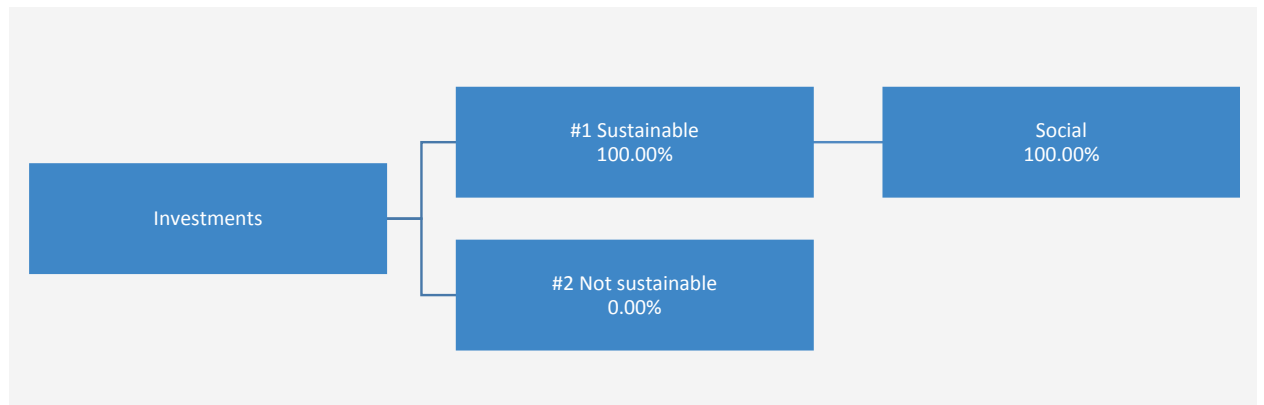 Investments
#1 Sustainable
100.00%
Social
100.00%
#2 Not sustainable
0.00%